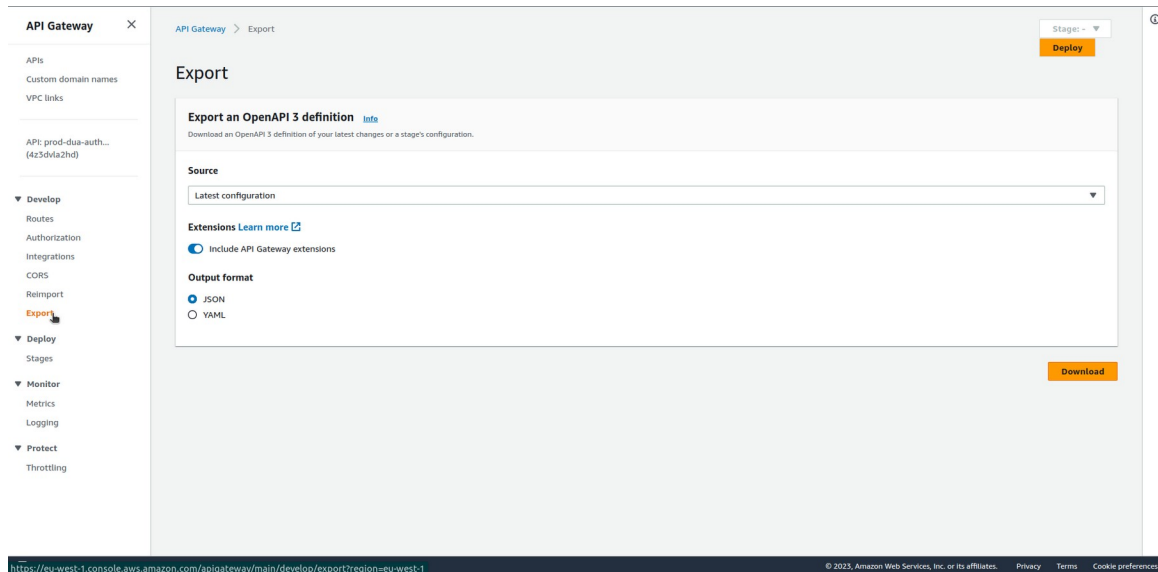 API Gateway
APIs
Custom domain names
VPC links
API: prod-dua-auth...
(4z3dvla2hd)
Develop
Routes
Authorization
Integrations
CORS
Reimport
Export
Deploy
Stages
Monitor
Metrics
Logging
Protect
Throttling
API Gateway > Export
Stage: -
Deploy
Export
Export an OpenAPI 3 definition Info
Download an OpenAPI 3 definition of your latest changes or a stage's configuration.
Source
Latest configuration
Extensions Learn more
Include API Gateway extensions
Output format
JSON
YAML
Download
https://eu-west-1.console.aws.amazon.com/apigateway/main/develop/export?region=eu-west-1
© 2023, Amazon Web Services, Inc. or its affiliates. Privacy Terms Cookie preferences